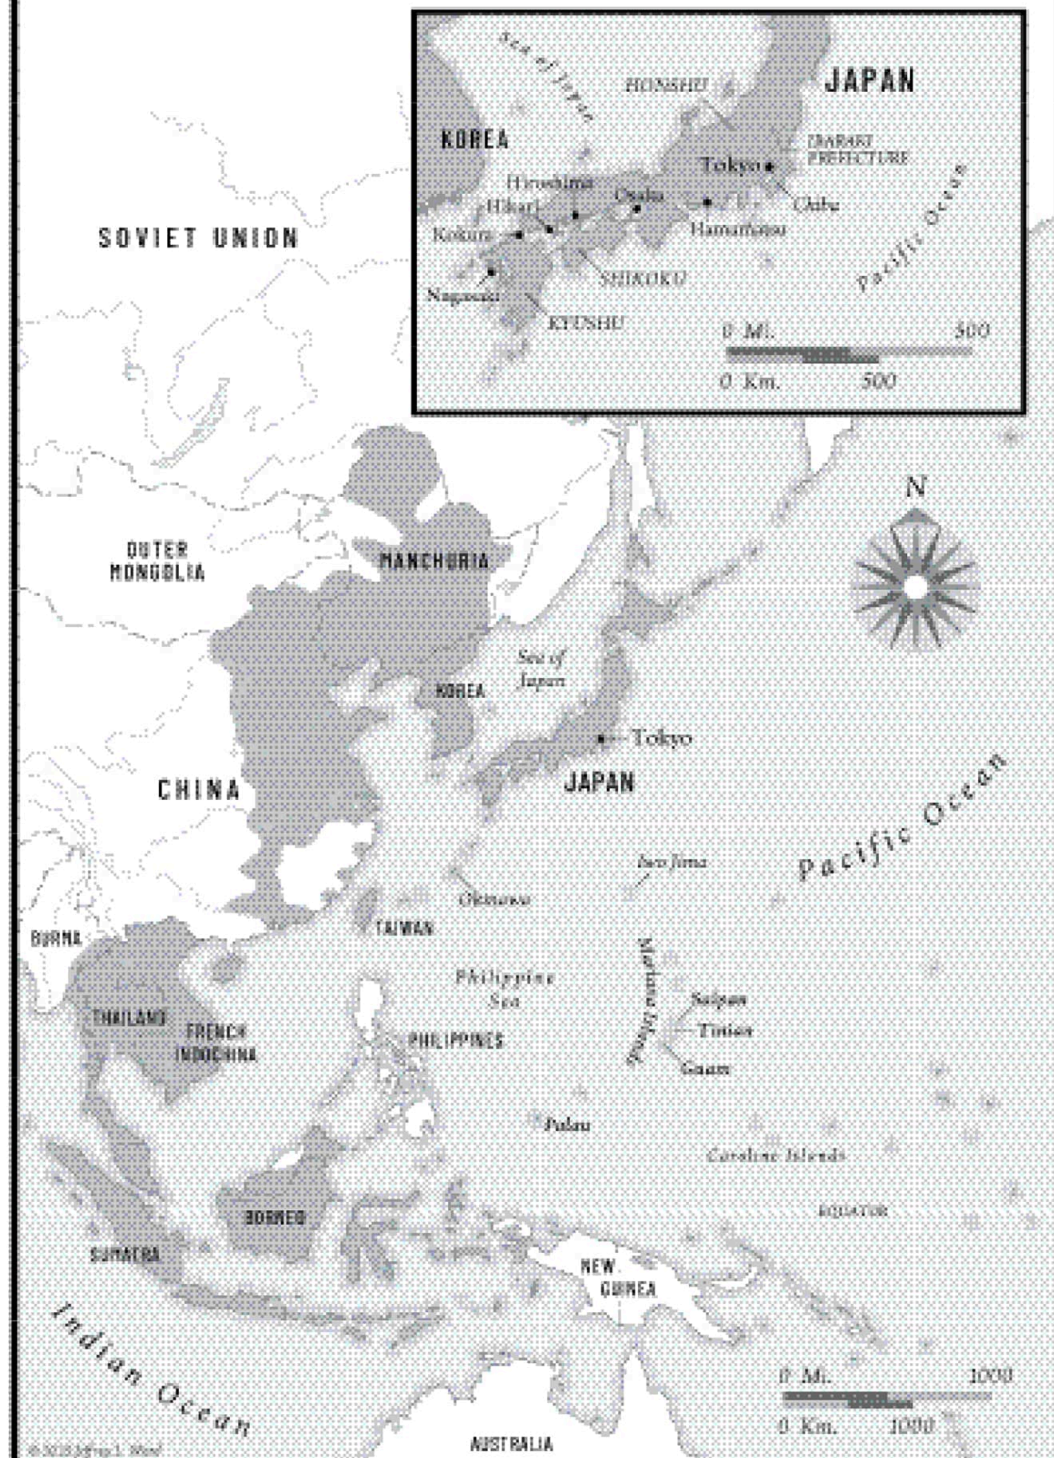 Sea of Japan
HONSHU
JAPAN
KOREA
IBARAKI
PREFECTURE
Tokyo
Hiroshima
Hikari
Osaka
Chiba
Kokura
Hamamatsu
Pacific Ocean
Nagasaki
SHIKOKU
KYUSHU
0 Mi. 500
0 Km. 500
SOVIET UNION
N
OUTER
MONGOLIA
MANCHURIA
Sea of
Japan
KOREA
Tokyo
JAPAN
CHINA
Pacific Ocean
Iwo Jima
Okinawa
TAIWAN
BURMA
Philippine
Sea
Mariana Islands
Saipan
Tinian
Guam
THAILAND
FRENCH
INDOCHINA
PHILIPPINES
Palau
Caroline Islands
EQUATOR
BORNEO
SUMATRA
NEW
GUINEA
Indian Ocean
0 Mi. 1000
0 Km. 1000
AUSTRALIA
Jeffrey L. Ward